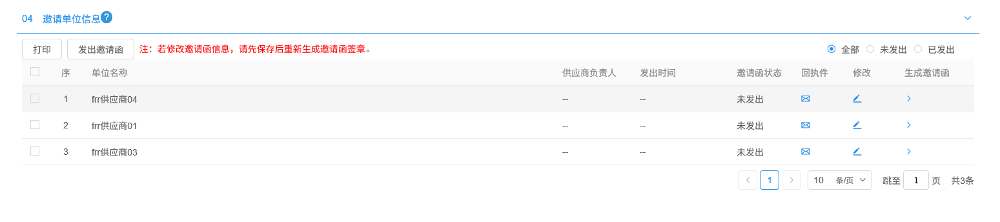 04 邀请单位信息?
打印 发出邀请函 注：若修改邀请函信息，请先保存后重新生成邀请函签章。 全部 未发出 已发出
序 单位名称 供应商负责人 发出时间 邀请函状态 回执件 修改 生成邀请函
1 frr供应商04 -- -- 未发出
2 frr供应商01 -- -- 未发出
3 frr供应商03 -- -- 未发出
1 10 条/页 跳至 1 页 共3条